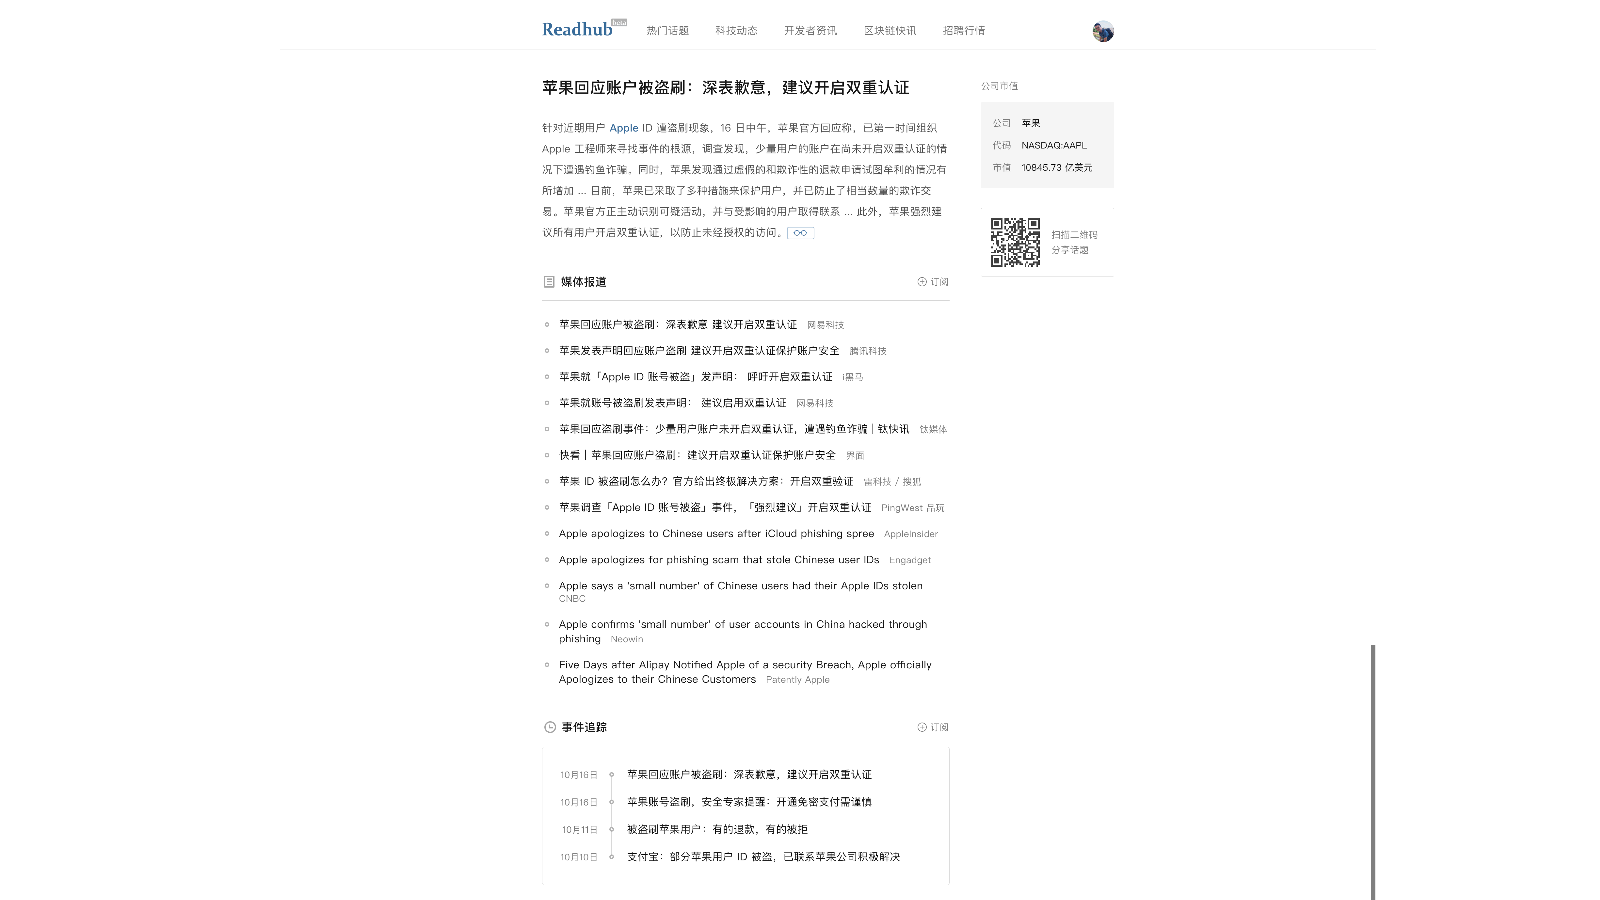 Readhub beta
热门话题 科技动态 开发者资讯 区块链快讯 招聘行情
苹果回应账户被盗刷：深表歉意，建议开启双重认证
针对近期用户 Apple ID 遭盗刷现象，16 日中午，苹果官方回应称，已第一时间组织
Apple 工程师来寻找事件的根源，调查发现，少量用户的账户在尚未开启双重认证的情
况下遭遇钓鱼诈骗。同时，苹果发现通过虚假的和欺诈性的退款申请试图牟利的情况有
所增加 ... 目前，苹果已采取了多种措施来保护用户，并已防止了相当数量的欺诈交
易。苹果官方正主动识别可疑活动，并与受影响的用户取得联系 ... 此外，苹果强烈建
议所有用户开启双重认证，以防止未经授权的访问。
媒体报道 订阅
苹果回应账户被盗刷：深表歉意 建议开启双重认证 网易科技
苹果发表声明回应账户盗刷 建议开启双重认证保护账户安全 腾讯科技
苹果就「Apple ID 账号被盗」发声明： 呼吁开启双重认证 i黑马
苹果就账号被盗刷发表声明： 建议启用双重认证 网易科技
苹果回应盗刷事件：少量用户账户未开启双重认证，遭遇钓鱼诈骗 | 钛快讯 钛媒体
快看 | 苹果回应账户盗刷：建议开启双重认证保护账户安全 界面
苹果 ID 被盗刷怎么办？官方给出终极解决方案：开启双重验证 雷科技 / 搜狐
苹果调查「Apple ID 账号被盗」事件，「强烈建议」开启双重认证 PingWest 品玩
Apple apologizes to Chinese users after iCloud phishing spree AppleInsider
Apple apologizes for phishing scam that stole Chinese user IDs Engadget
Apple says a 'small number' of Chinese users had their Apple IDs stolen
CNBC
Apple confirms 'small number' of user accounts in China hacked through
phishing Neowin
Five Days after Alipay Notified Apple of a security Breach, Apple officially
Apologizes to their Chinese Customers Patently Apple
事件追踪 订阅
10月16日 苹果回应账户被盗刷：深表歉意，建议开启双重认证
10月16日 苹果账号盗刷，安全专家提醒：开通免密支付需谨慎
10月11日 被盗刷苹果用户：有的退款，有的被拒
10月10日 支付宝：部分苹果用户 ID 被盗，已联系苹果公司积极解决
公司市值
公司 苹果
代码 NASDAQ:AAPL
市值 10845.73 亿美元
扫描二维码
分享话题